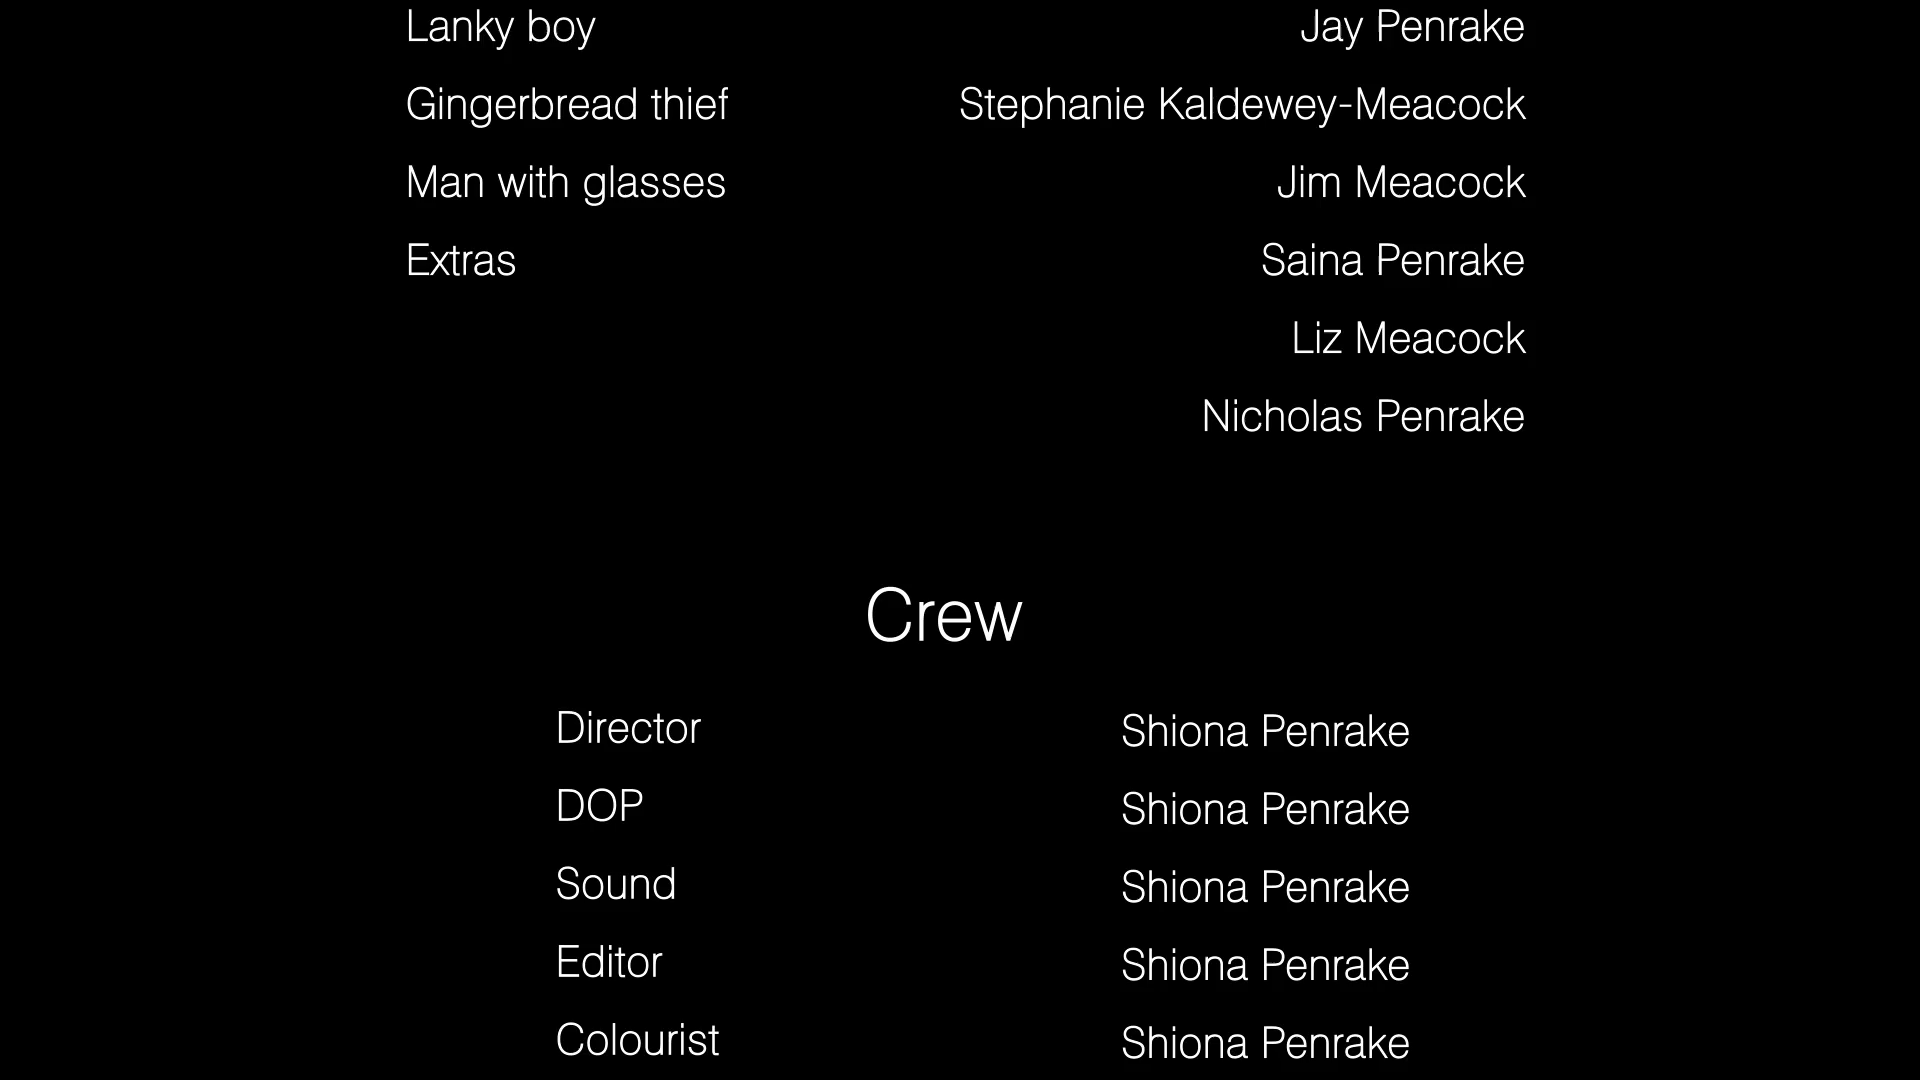 Lanky boy Jay Penrake
Gingerbread thief Stephanie Kaldewey-Meacock
Man with glasses Jim Meacock
Extras Saina Penrake
Liz Meacock
Nicholas Penrake
Crew
Director Shiona Penrake
DOP Shiona Penrake
Sound Shiona Penrake
Editor Shiona Penrake
Colourist Shiona Penrake